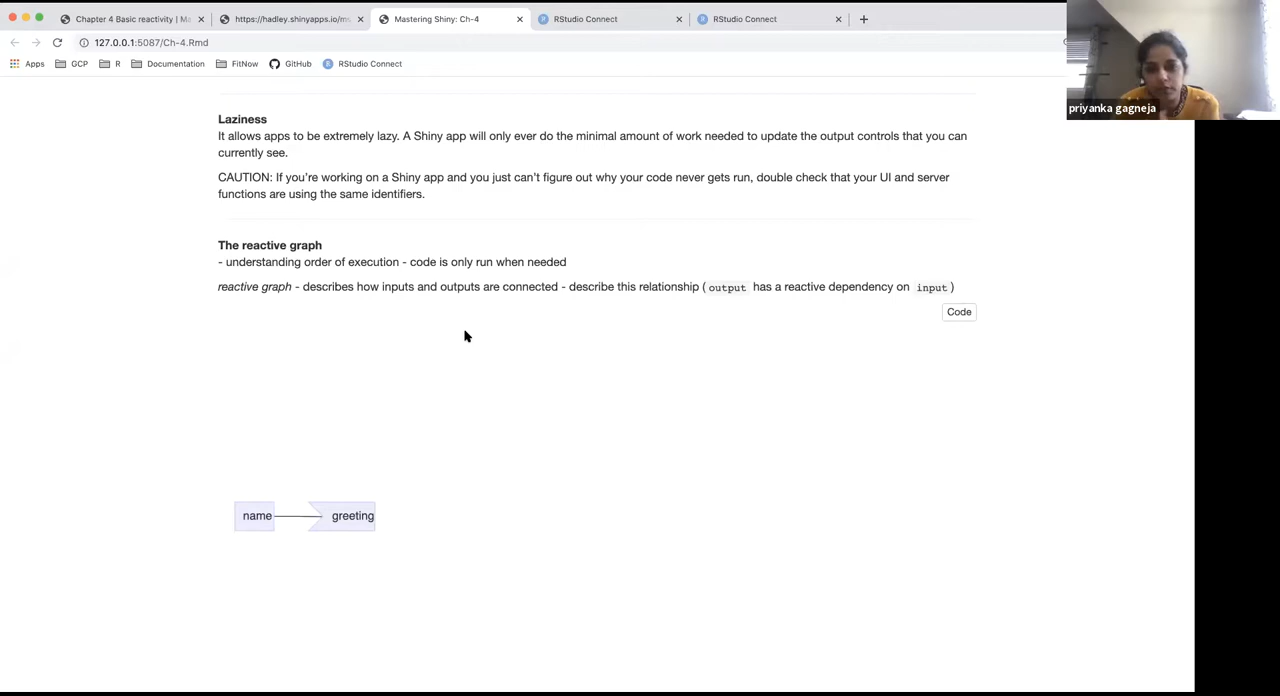 Chapter 4 Basic reactivity | Ma
https://hadley.shinyapps.io/ms
Mastering Shiny: Ch-4
RStudio Connect
RStudio Connect
127.0.0.1:5087/Ch-4.Rmd
Apps GCP R Documentation FitNow GitHub RStudio Connect
priyanka gagneja
Laziness
It allows apps to be extremely lazy. A Shiny app will only ever do the minimal amount of work needed to update the output controls that you can
currently see.
CAUTION: If you're working on a Shiny app and you just can't figure out why your code never gets run, double check that your UI and server
functions are using the same identifiers.
The reactive graph
- understanding order of execution - code is only run when needed
reactive graph - describes how inputs and outputs are connected - describe this relationship ( output has a reactive dependency on input )
Code
name greeting